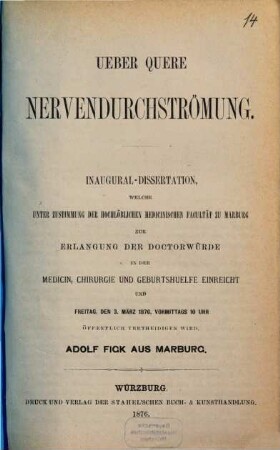 14
UEBER QUERE
NERVENDURCHSTRÖMUNG.
INAUGURAL-DISSERTATION,
WELCHE
UNTER ZUSTIMMUNG DER HOCHLÖBLICHEN MEDICINISCHEN FACULTÄT ZU MARBURG
ZUR
ERLANGUNG DER DOCTORWÜRDE
IN DER
MEDICIN, CHIRURGIE UND GEBURTSHUELFE EINREICHT
UND
FREITAG, DEN 3. MÄRZ 1876, VORMITTAGS 10 UHR
ÖFFENTLICH VERTHEIDIGEN WIRD,
ADOLF FICK AUS MARBURG.
WÜRZBURG.
DRUCK UND VERLAG DER STAHEL'SCHEN BUCH- & KUNSTHANDLUNG.
1876.